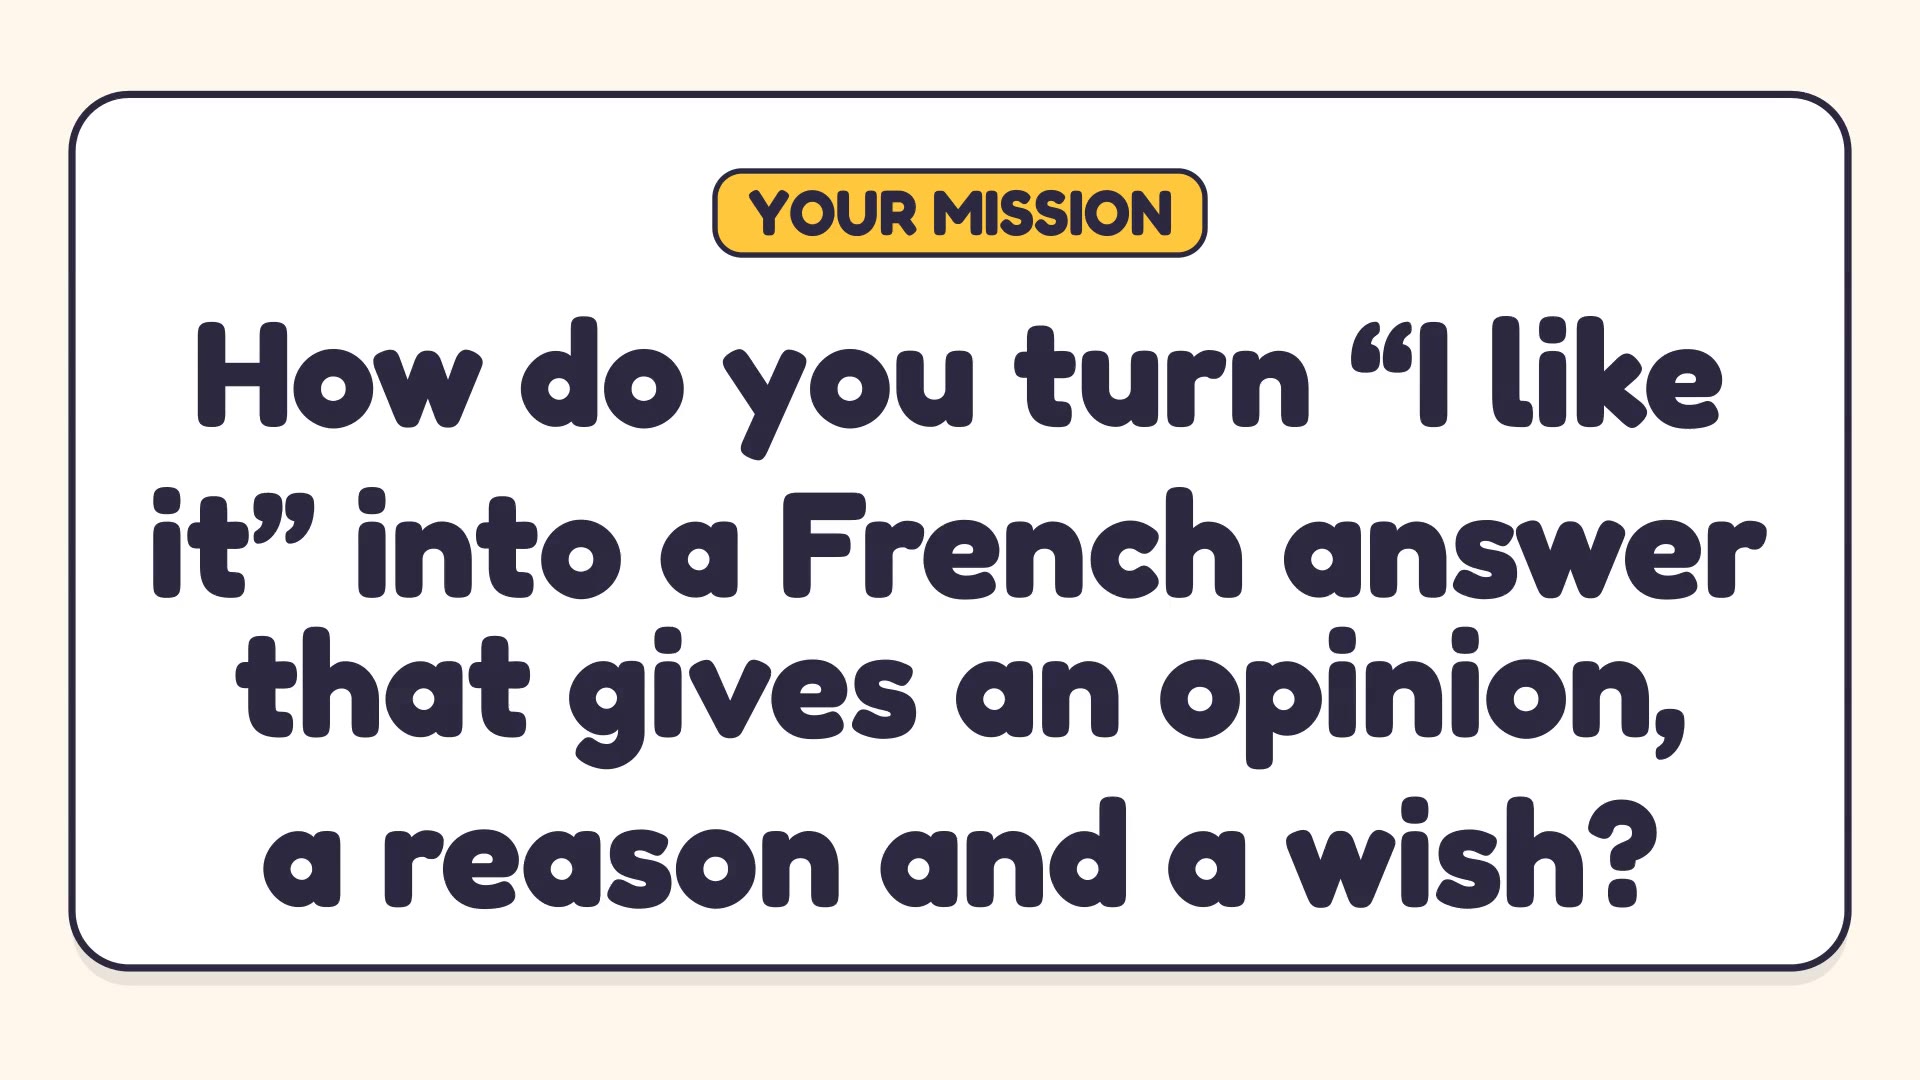 YOUR MISSION
How do you turn “I like
it” into a French answer
that gives an opinion,
a reason and a wish?